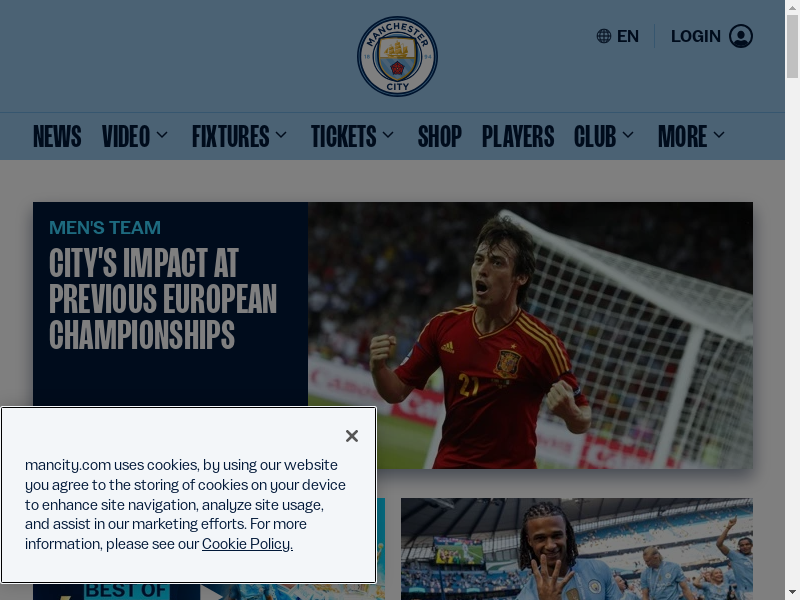 MANCHESTER
18 94
CITY
EN
LOGIN
NEWS VIDEO FIXTURES TICKETS SHOP PLAYERS CLUB MORE
MEN'S TEAM
CITY'S IMPACT AT
PREVIOUS EUROPEAN
CHAMPIONSHIPS
21
mancity.com uses cookies, by using our website
you agree to the storing of cookies on your device
to enhance site navigation, analyze site usage,
and assist in our marketing efforts. For more
information, please see our Cookie Policy.
BEST OF